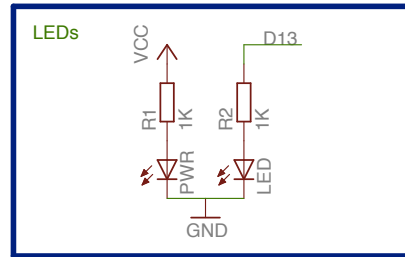 LEDs
VCC
D13
R1
1K
R2
1K
PWR
LED
GND